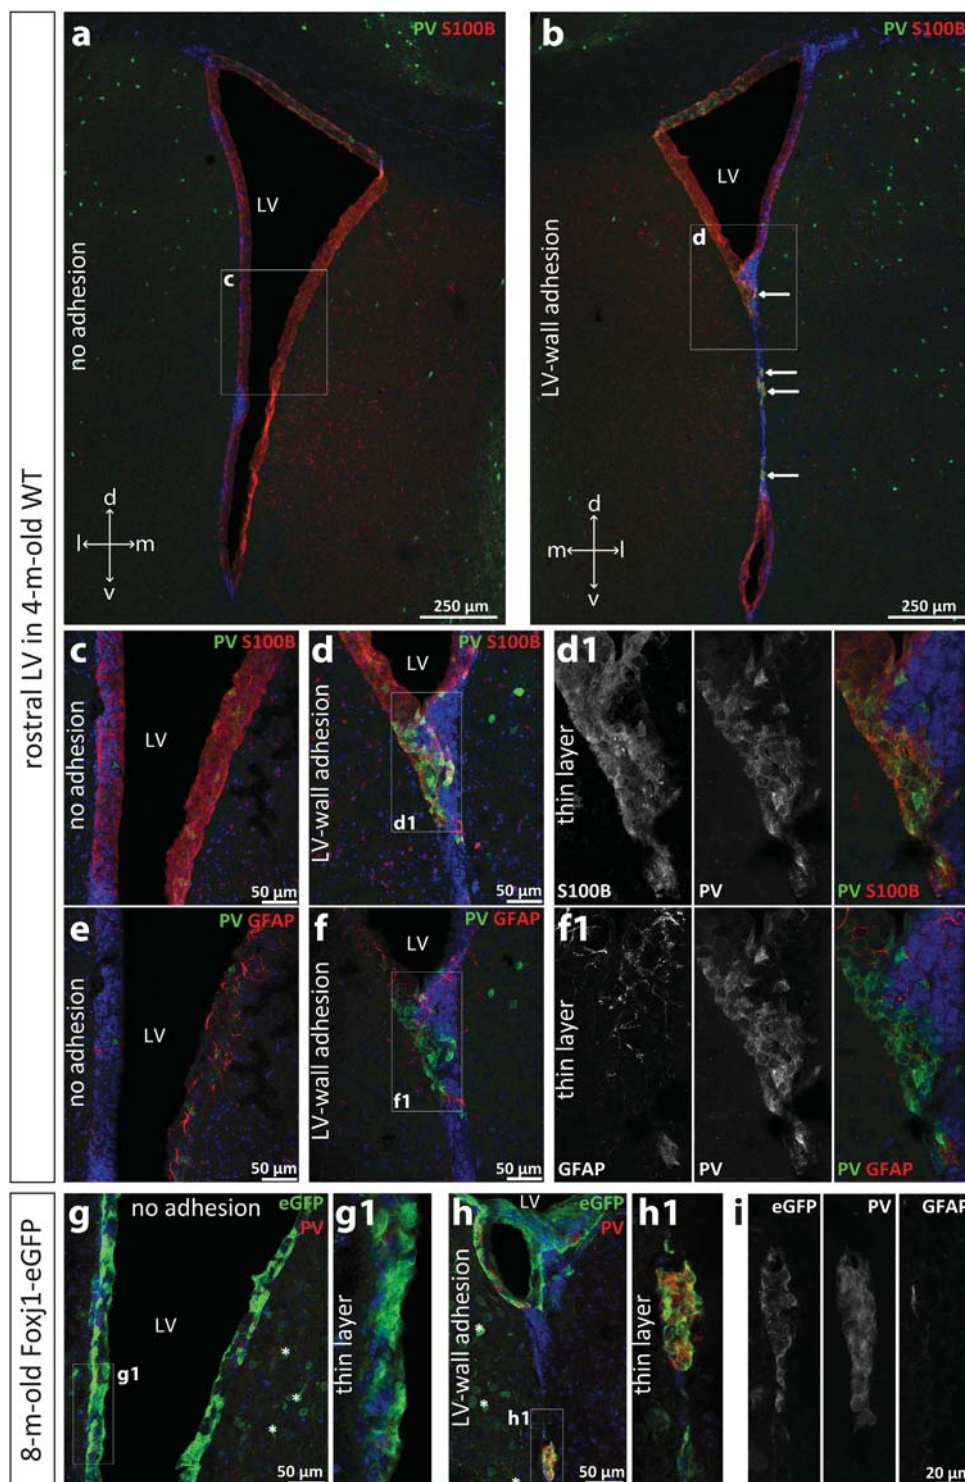 rostral LV in 4-m-old WT
a
PV S100B
no adhesion
LV
c
d
l
m
v
250 µm
b
PV S100B
LV-wall adhesion
LV
d
d
m
l
v
250 µm
c
PV S100B
no adhesion
LV
50 µm
d
PV S100B
LV-wall adhesion
LV
d1
50 µm
d1
thin layer
S100B
PV
PV S100B
e
PV GFAP
no adhesion
LV
50 µm
f
PV GFAP
LV-wall adhesion
LV
f1
50 µm
f1
thin layer
GFAP
PV
PV GFAP
8-m-old Foxj1-eGFP
g
no adhesion
eGFP
PV
LV
g1
*
*
*
50 µm
g1
thin layer
h
LV
eGFP
PV
LV-wall adhesion
*
*
h1
*
50 µm
h1
i
eGFP
PV
GFAP
20 µm